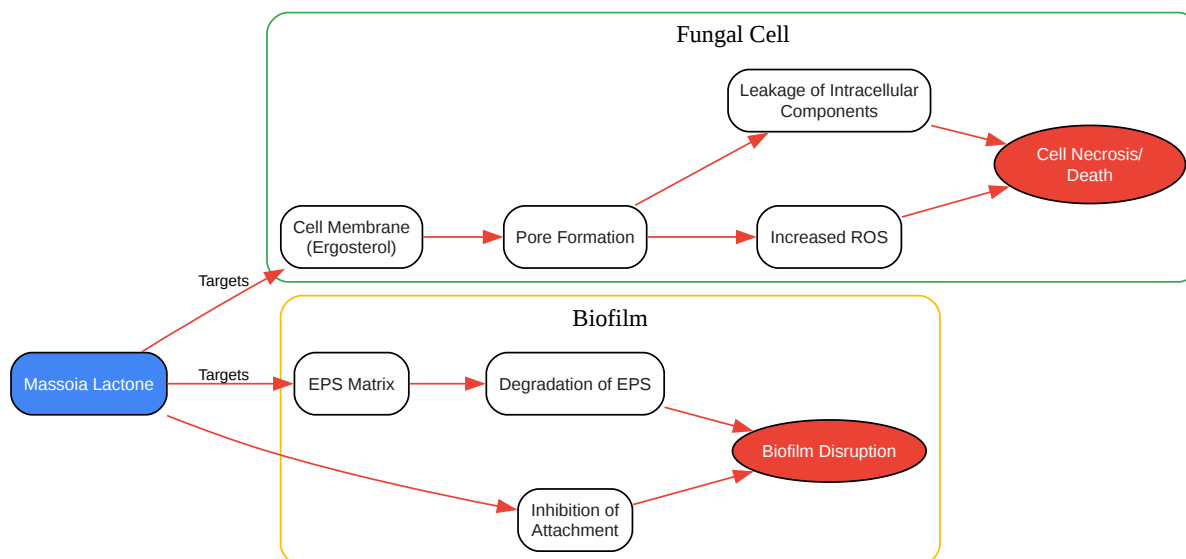 Fungal Cell
Leakage of Intracellular
Components
Cell Necrosis/
Death
Cell Membrane
(Ergosterol)
Pore Formation
Increased ROS
Targets
Biofilm
Massoia Lactone
Targets
EPS Matrix
Degradation of EPS
Biofilm Disruption
Inhibition of
Attachment